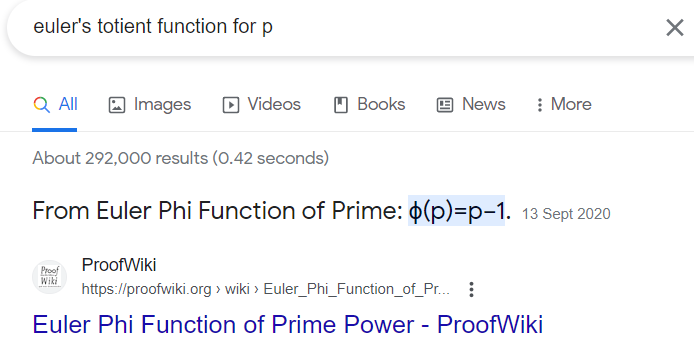 euler's totient function for p
All Images Videos Books News More
About 292,000 results (0.42 seconds)
From Euler Phi Function of Prime: ϕ(p)=p−1. 13 Sept 2020
Proof Wiki
ProofWiki
https://proofwiki.org › wiki › Euler_Phi_Function_of_Pr...
Euler Phi Function of Prime Power - ProofWiki